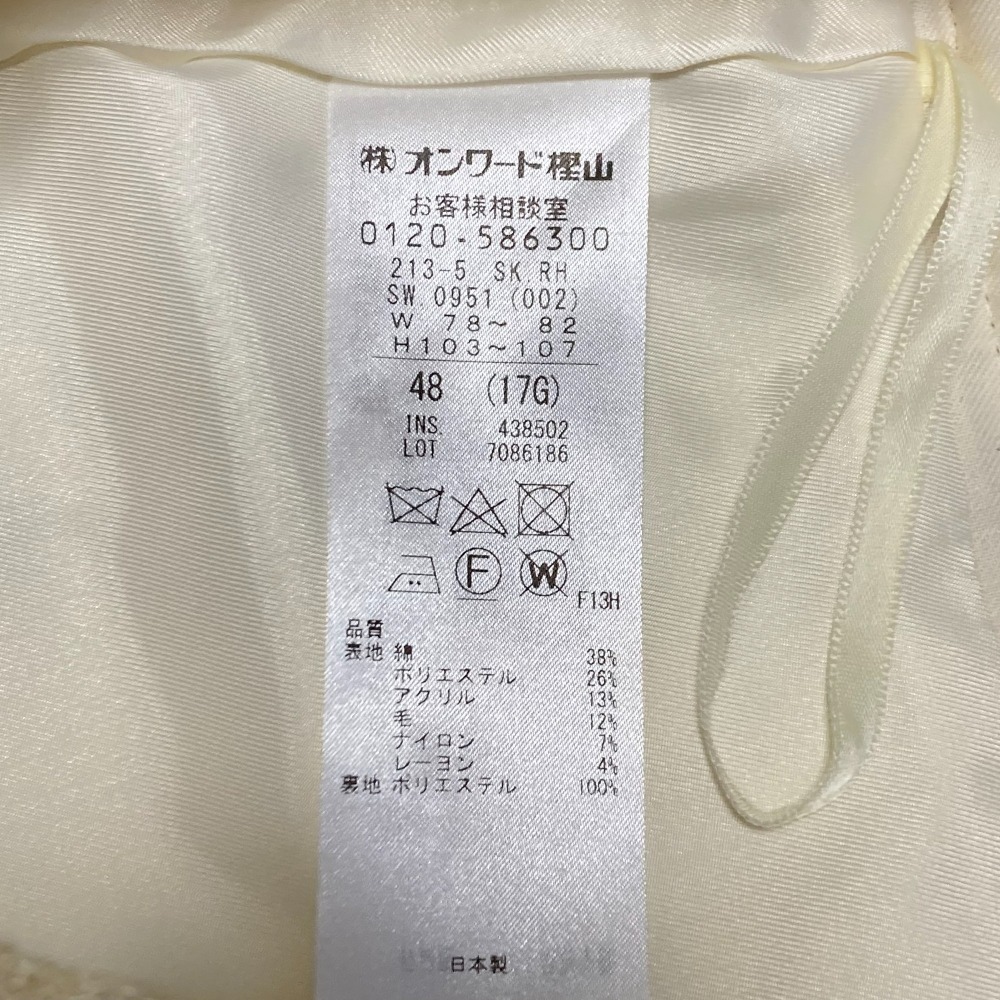 ㈱オンワード樫山
お客様相談室
0120-586300
213-5 SK RH
SW 0951 (002)
W 78～ 82
H103～107
48 (17G)
INS. 438502
LOT 7086186
F
W
F13H
品質
表地 綿 38%
ポリエステル 26%
アクリル 13%
毛 12%
ナイロン 7%
レーヨン 4%
裏地 ポリエステル 100%
日本製